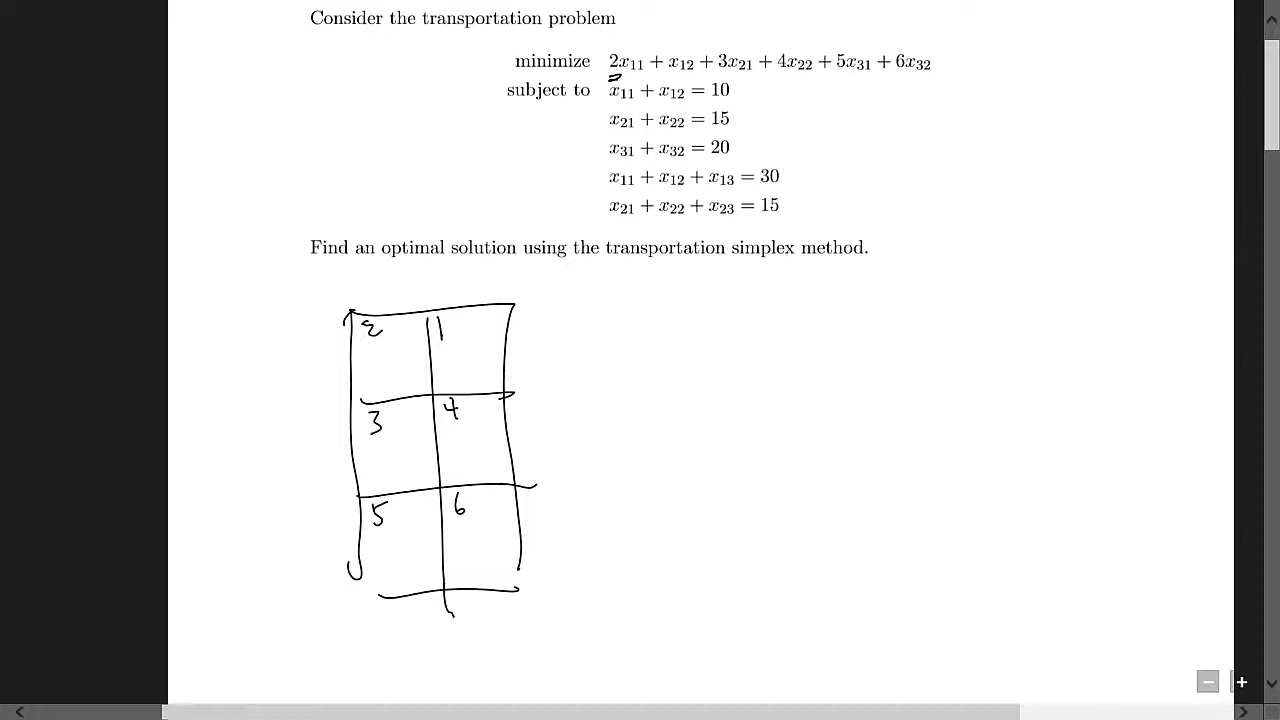 Consider the transportation problem
minimize 2x₁₁ + x₁₂ + 3x₂₁ + 4x₂₂ + 5x₃₁ + 6x₃₂
subject to x₁₁ + x₁₂ = 10
x₂₁ + x₂₂ = 15
x₃₁ + x₃₂ = 20
x₁₁ + x₁₂ + x₁₃ = 30
x₂₁ + x₂₂ + x₂₃ = 15
Find an optimal solution using the transportation simplex method.
2 1
3 4
5 6